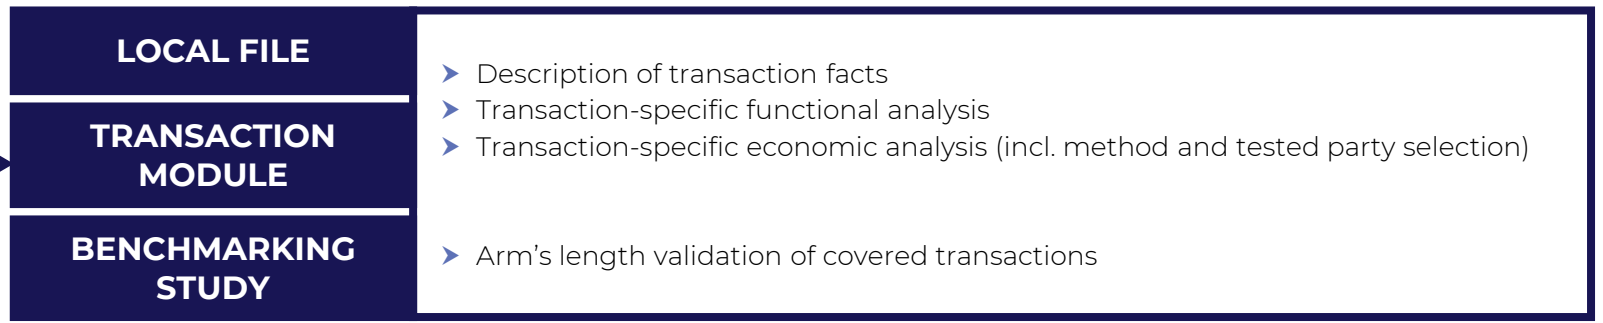 LOCAL FILE
TRANSACTION
MODULE
BENCHMARKING
STUDY
Description of transaction facts
Transaction-specific functional analysis
Transaction-specific economic analysis (incl. method and tested party selection)
Arm’s length validation of covered transactions